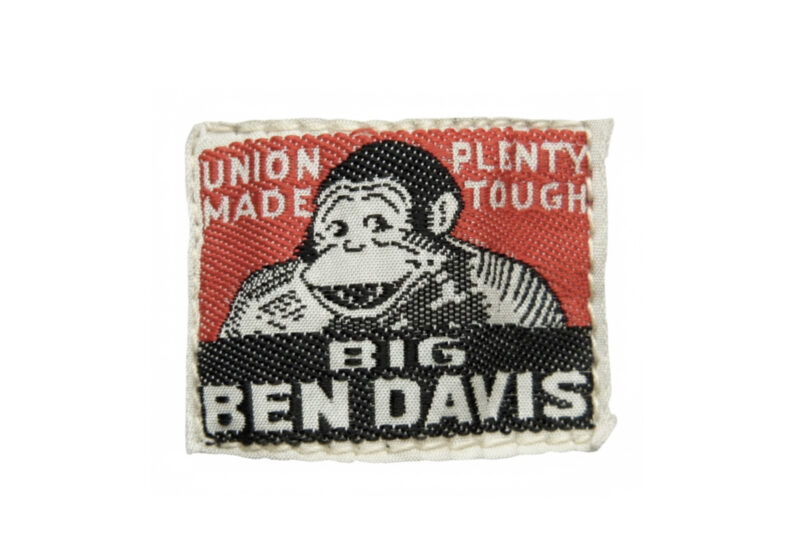 UNION MADE
PLENTY TOUGH
BIG
BEN DAVIS